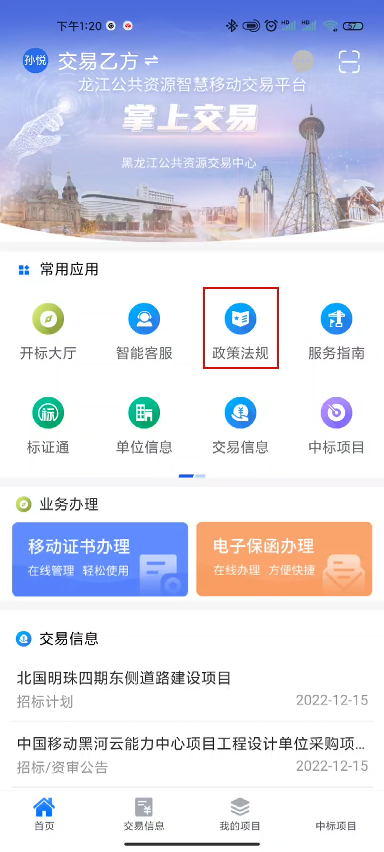 下午1:20
HD HD 57
孙悦 交易乙方
龙江公共资源智慧移动交易平台
掌上交易
黑龙江公共资源交易中心
常用应用
开标大厅 智能客服 政策法规 服务指南
标
标证通 单位信息 交易信息 中标项目
业务办理
移动证书办理 电子保函办理
在线管理 轻松使用 在线办理 方便快捷
交易信息
北国明珠四期东侧道路建设项目
招标计划 2022-12-15
中国移动黑河云能力中心项目工程设计单位采购项...
招标/资审公告 2022-12-15
首页 交易信息 我的项目 中标项目